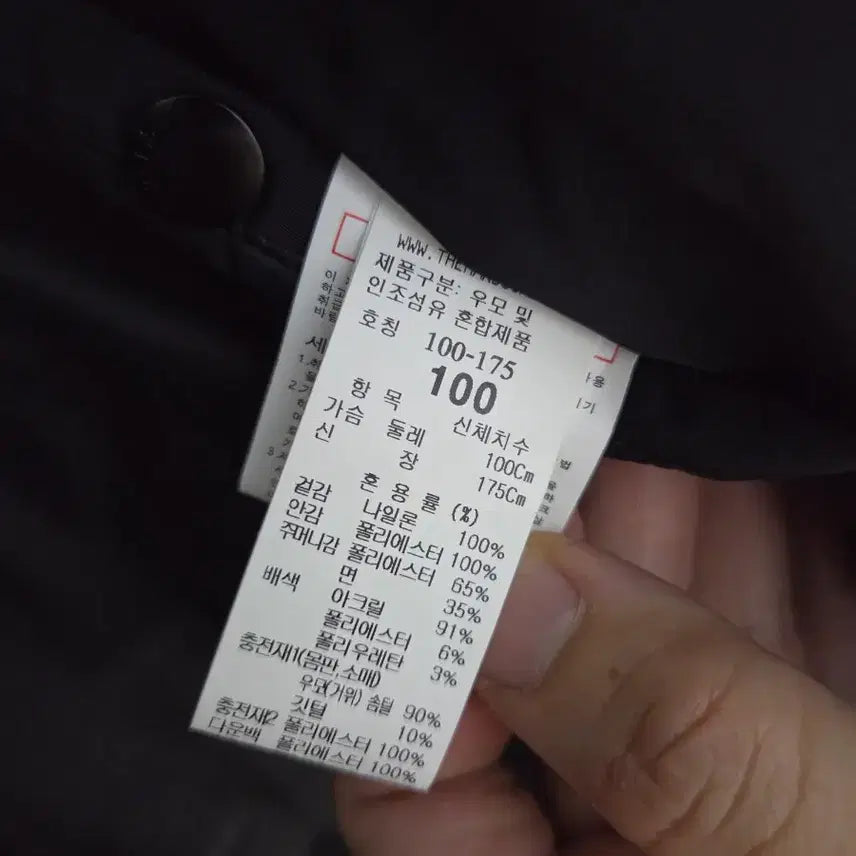 제품구분: 우모 및
인조섬유 혼합제품
호칭 100-175
100
항 목 신체치수
가슴 둘레 100Cm
신 장 175Cm
혼 용 률 (%)
겉감 나일론 100%
안감 폴리에스터 100%
주머니감 폴리에스터 65%
면 35%
배색 아크릴 91%
폴리에스터 6%
폴리우레탄 3%
충전재1(몸판,소매)
우모(거위) 솜털 90%
깃털 10%
충전재2 폴리에스터 100%
다운백 폴리에스터 100%